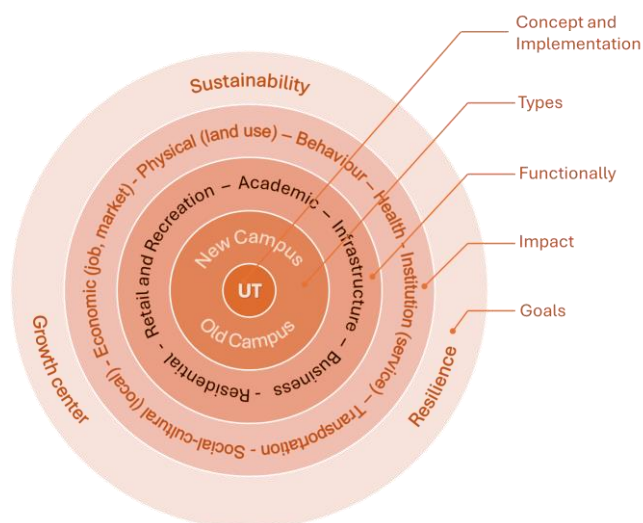 Concept and
Implementation
Types
Functionally
Impact
Goals
Sustainability
Growth center
Resilience
Economic (job, market) - Physical (land use) – Behaviour – Health - Institution (service) – Transportation - Social-cultural (local) -
Retail and Recreation – Academic – Infrastructure – Business - Residential -
New Campus
UT
Old Campus